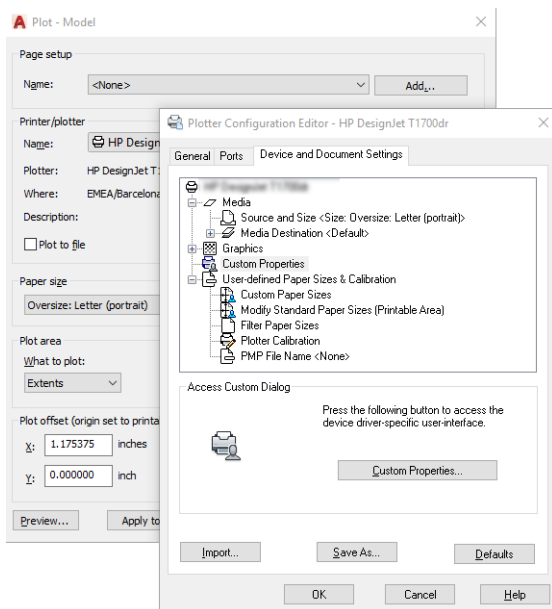 Plot - Model
Page setup
Name:
<None>
Add...
Printer/plotter
Name:
HP Design
Plotter:
HP DesignJet T1
Where:
EMEA/Barcelona
Description:
Plot to file
Paper size
Oversize: Letter (portrait)
Plot area
What to plot:
Extents
Plot offset (origin set to printa
X:
1.175375
inches
Y:
0.000000
inch
Preview...
Apply to
Plotter Configuration Editor - HP DesignJet T1700dr
General
Ports
Device and Document Settings
Media
Source and Size <Size: Oversize: Letter (portrait)>
Media Destination <Default>
Graphics
Custom Properties
User-defined Paper Sizes & Calibration
Custom Paper Sizes
Modify Standard Paper Sizes (Printable Area)
Filter Paper Sizes
Plotter Calibration
PMP File Name <None>
Access Custom Dialog
Press the following button to access the
device driver-specific user-interface.
Custom Properties...
Import...
Save As...
Defaults
OK
Cancel
Help